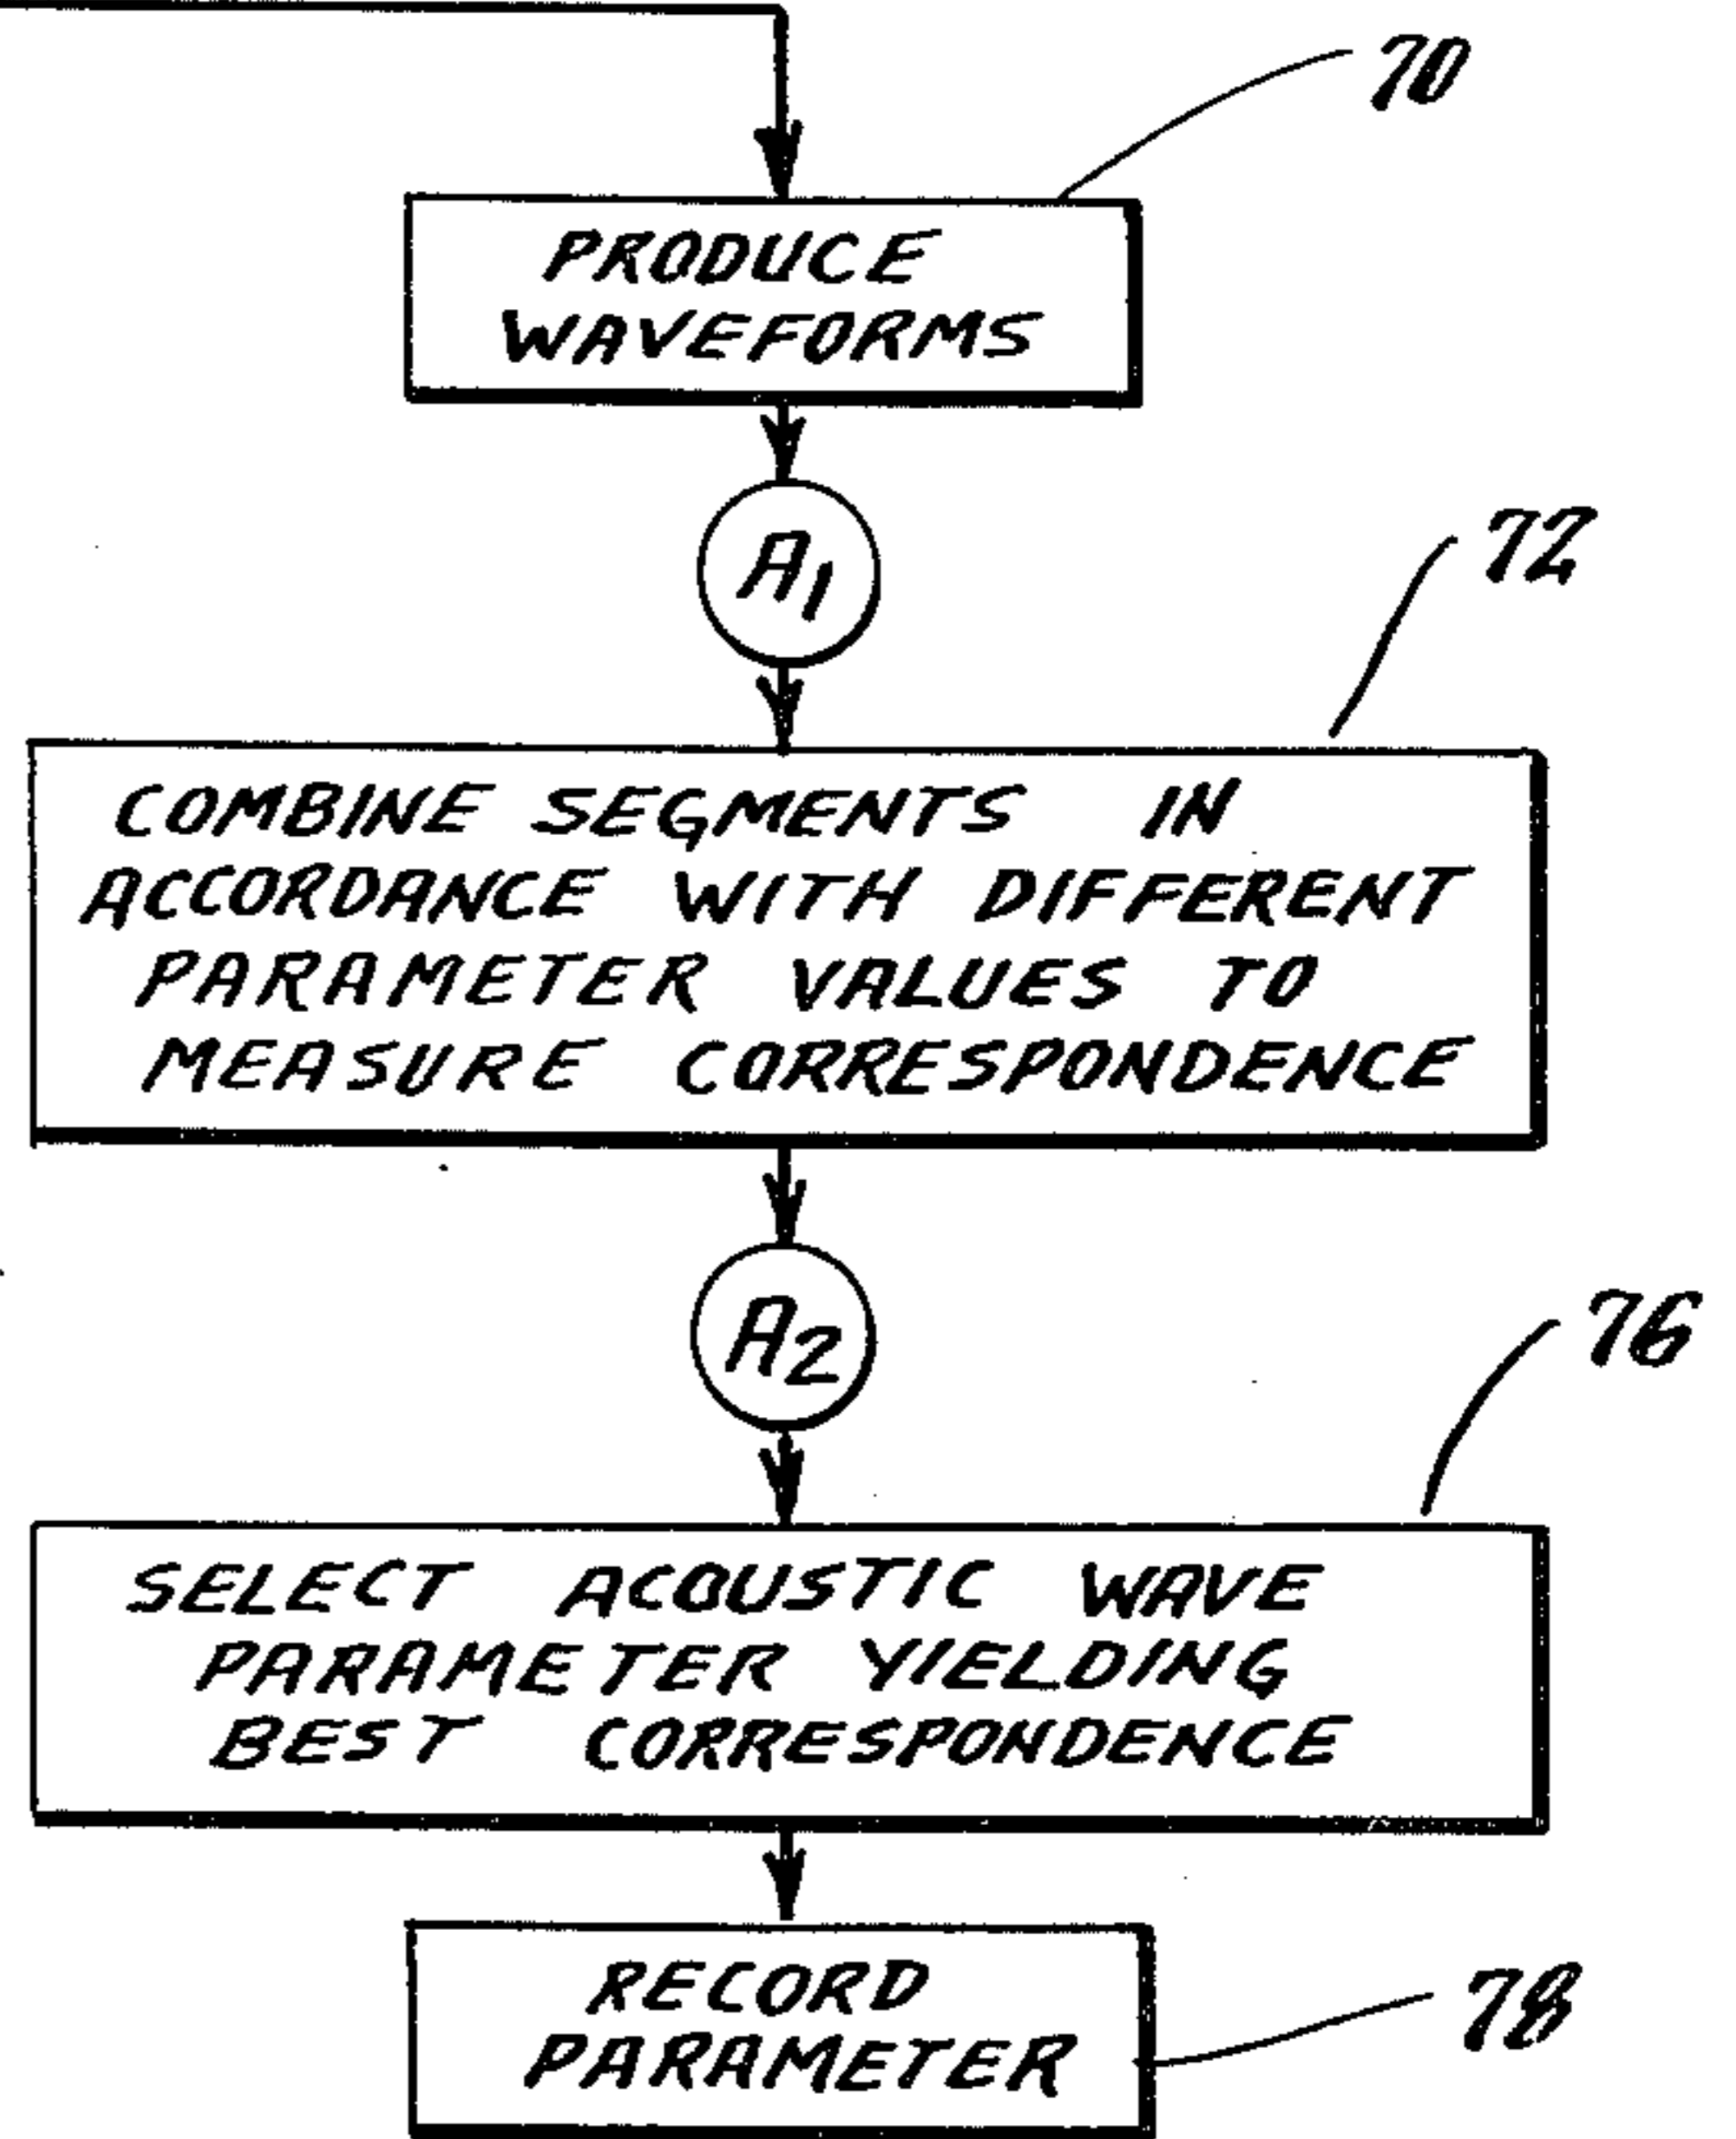 70
PRODUCE
WAVEFORMS
A1
72
COMBINE SEGMENTS IN
ACCORDANCE WITH DIFFERENT
PARAMETER VALUES TO
MEASURE CORRESPONDENCE
A2
76
SELECT ACOUSTIC WAVE
PARAMETER YIELDING
BEST CORRESPONDENCE
RECORD
PARAMETER
78